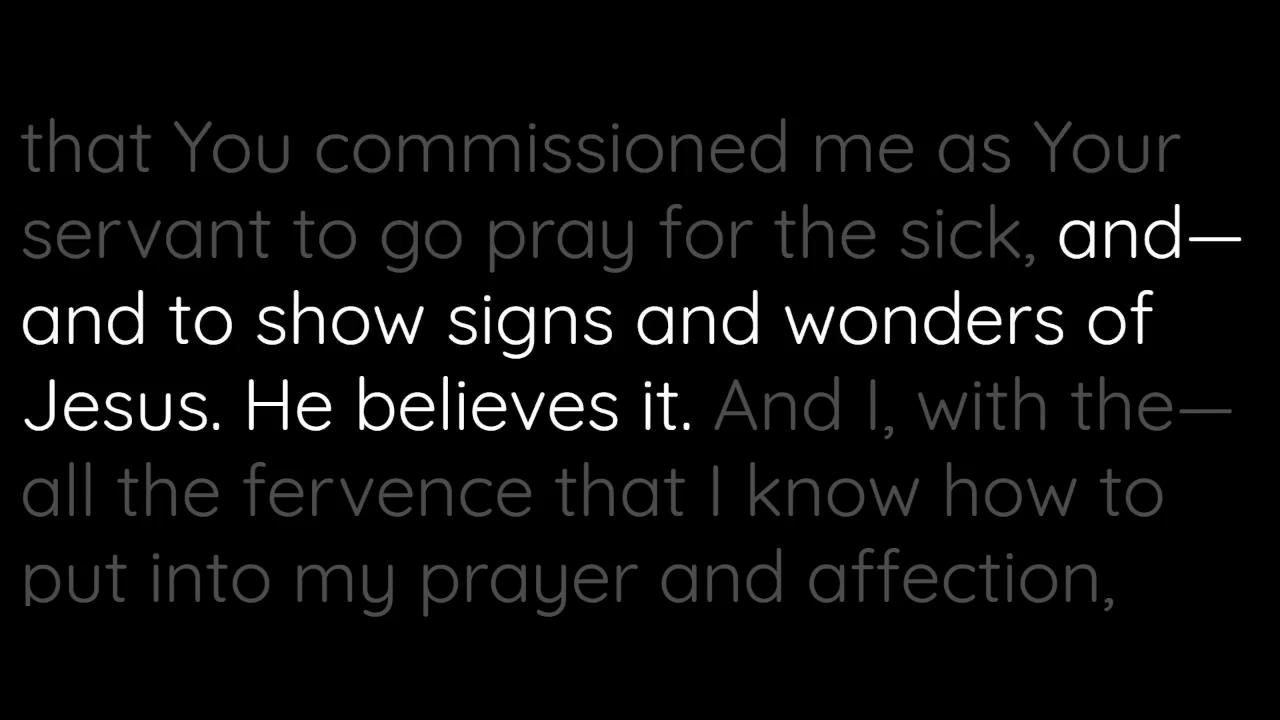 that You commissioned me as Your
servant to go pray for the sick, and—
and to show signs and wonders of
Jesus. He believes it. And I, with the—
all the fervence that I know how to
put into my prayer and affection,